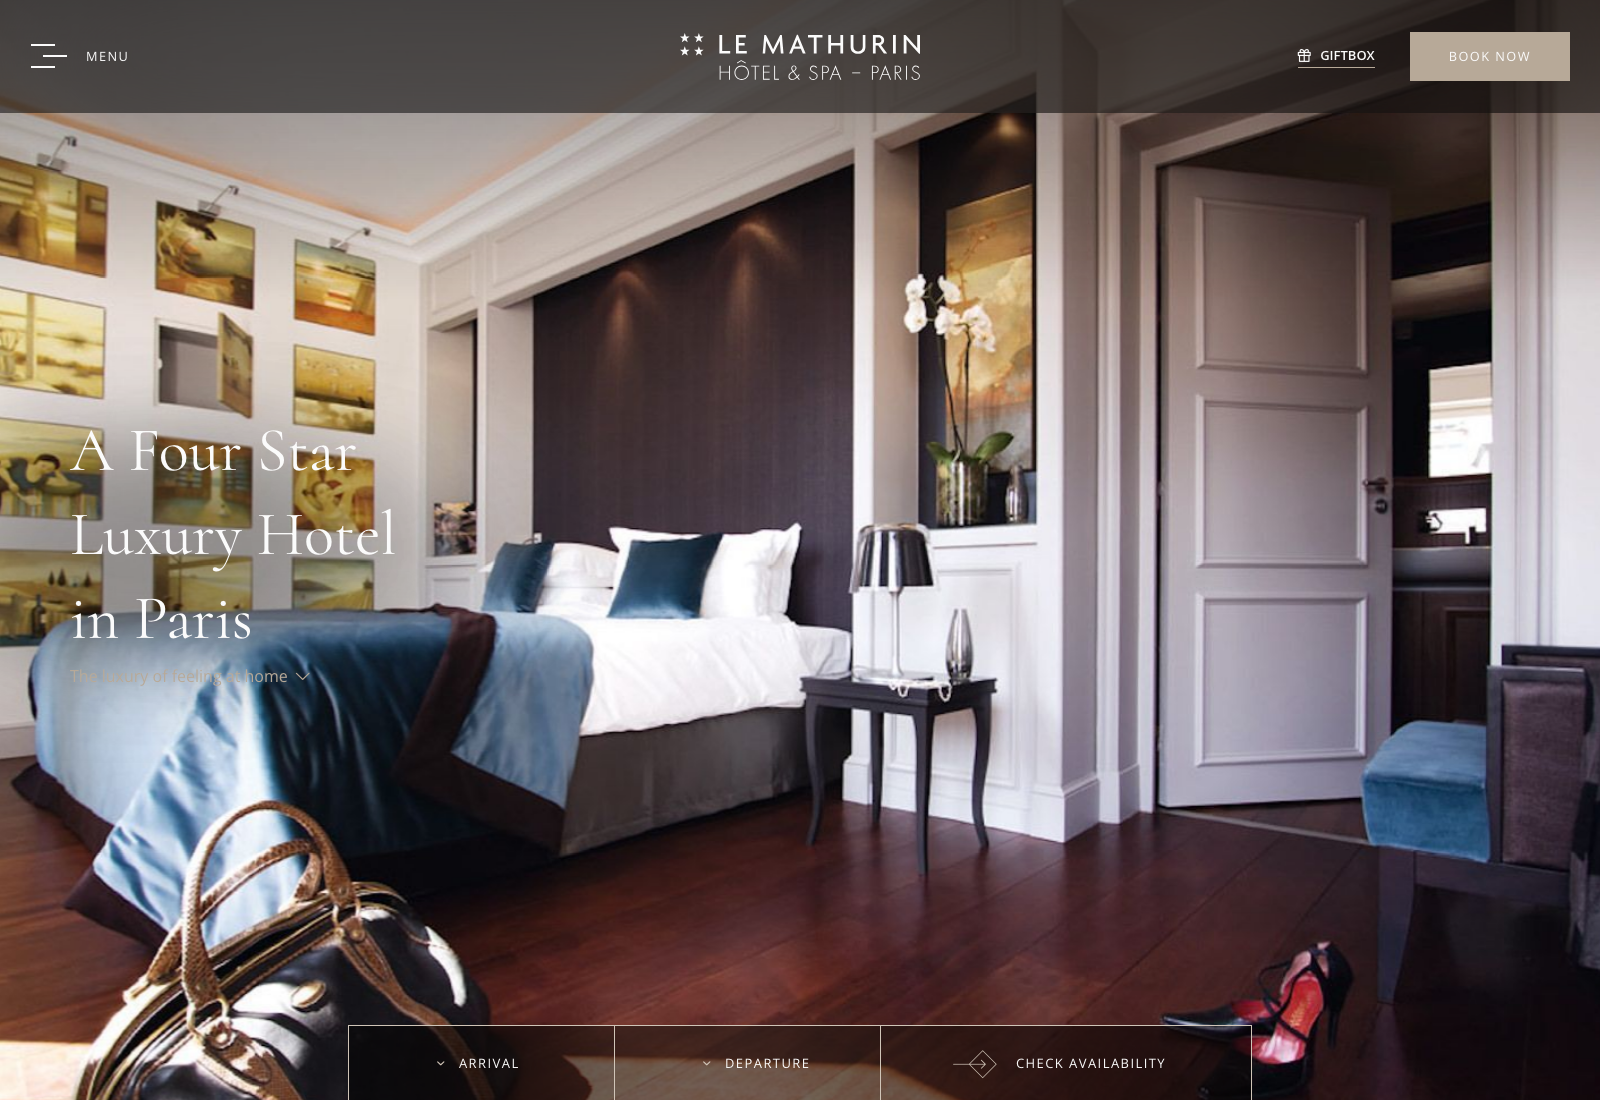 MENU
LE MATHURIN
HÔTEL & SPA – PARIS
GIFTBOX
BOOK NOW
A Four Star
Luxury Hotel
in Paris
The luxury of feeling at home
ARRIVAL
DEPARTURE
CHECK AVAILABILITY